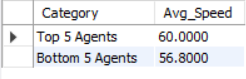 Category Avg_Speed
Top 5 Agents 60.0000
Bottom 5 Agents 56.8000